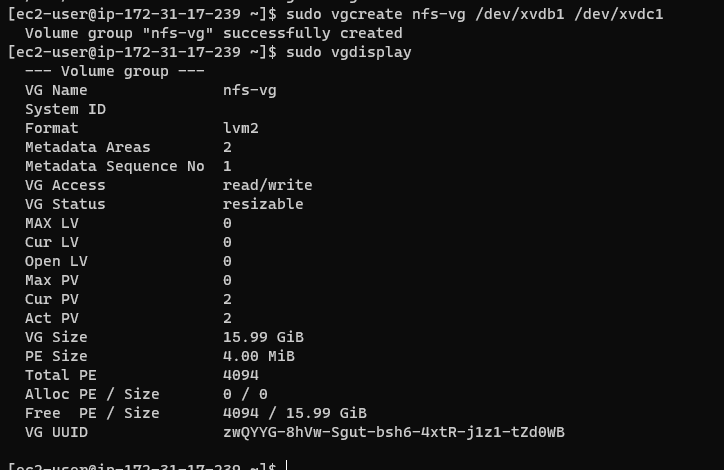 [ec2-user@ip-172-31-17-239 ~]$ sudo vgcreate nfs-vg /dev/xvdb1 /dev/xvdc1
  Volume group "nfs-vg" successfully created
[ec2-user@ip-172-31-17-239 ~]$ sudo vgdisplay
  --- Volume group ---
  VG Name               nfs-vg
  System ID
  Format                lvm2
  Metadata Areas        2
  Metadata Sequence No  1
  VG Access             read/write
  VG Status             resizable
  MAX LV                0
  Cur LV                0
  Open LV               0
  Max PV                0
  Cur PV                2
  Act PV                2
  VG Size               15.99 GiB
  PE Size               4.00 MiB
  Total PE              4094
  Alloc PE / Size       0 / 0
  Free  PE / Size       4094 / 15.99 GiB
  VG UUID               zwQYYG-8hVw-Sgut-bsh6-4xtR-j1z1-tZd0WB
[ec2-user@ip-172-31-17-239 ~]$